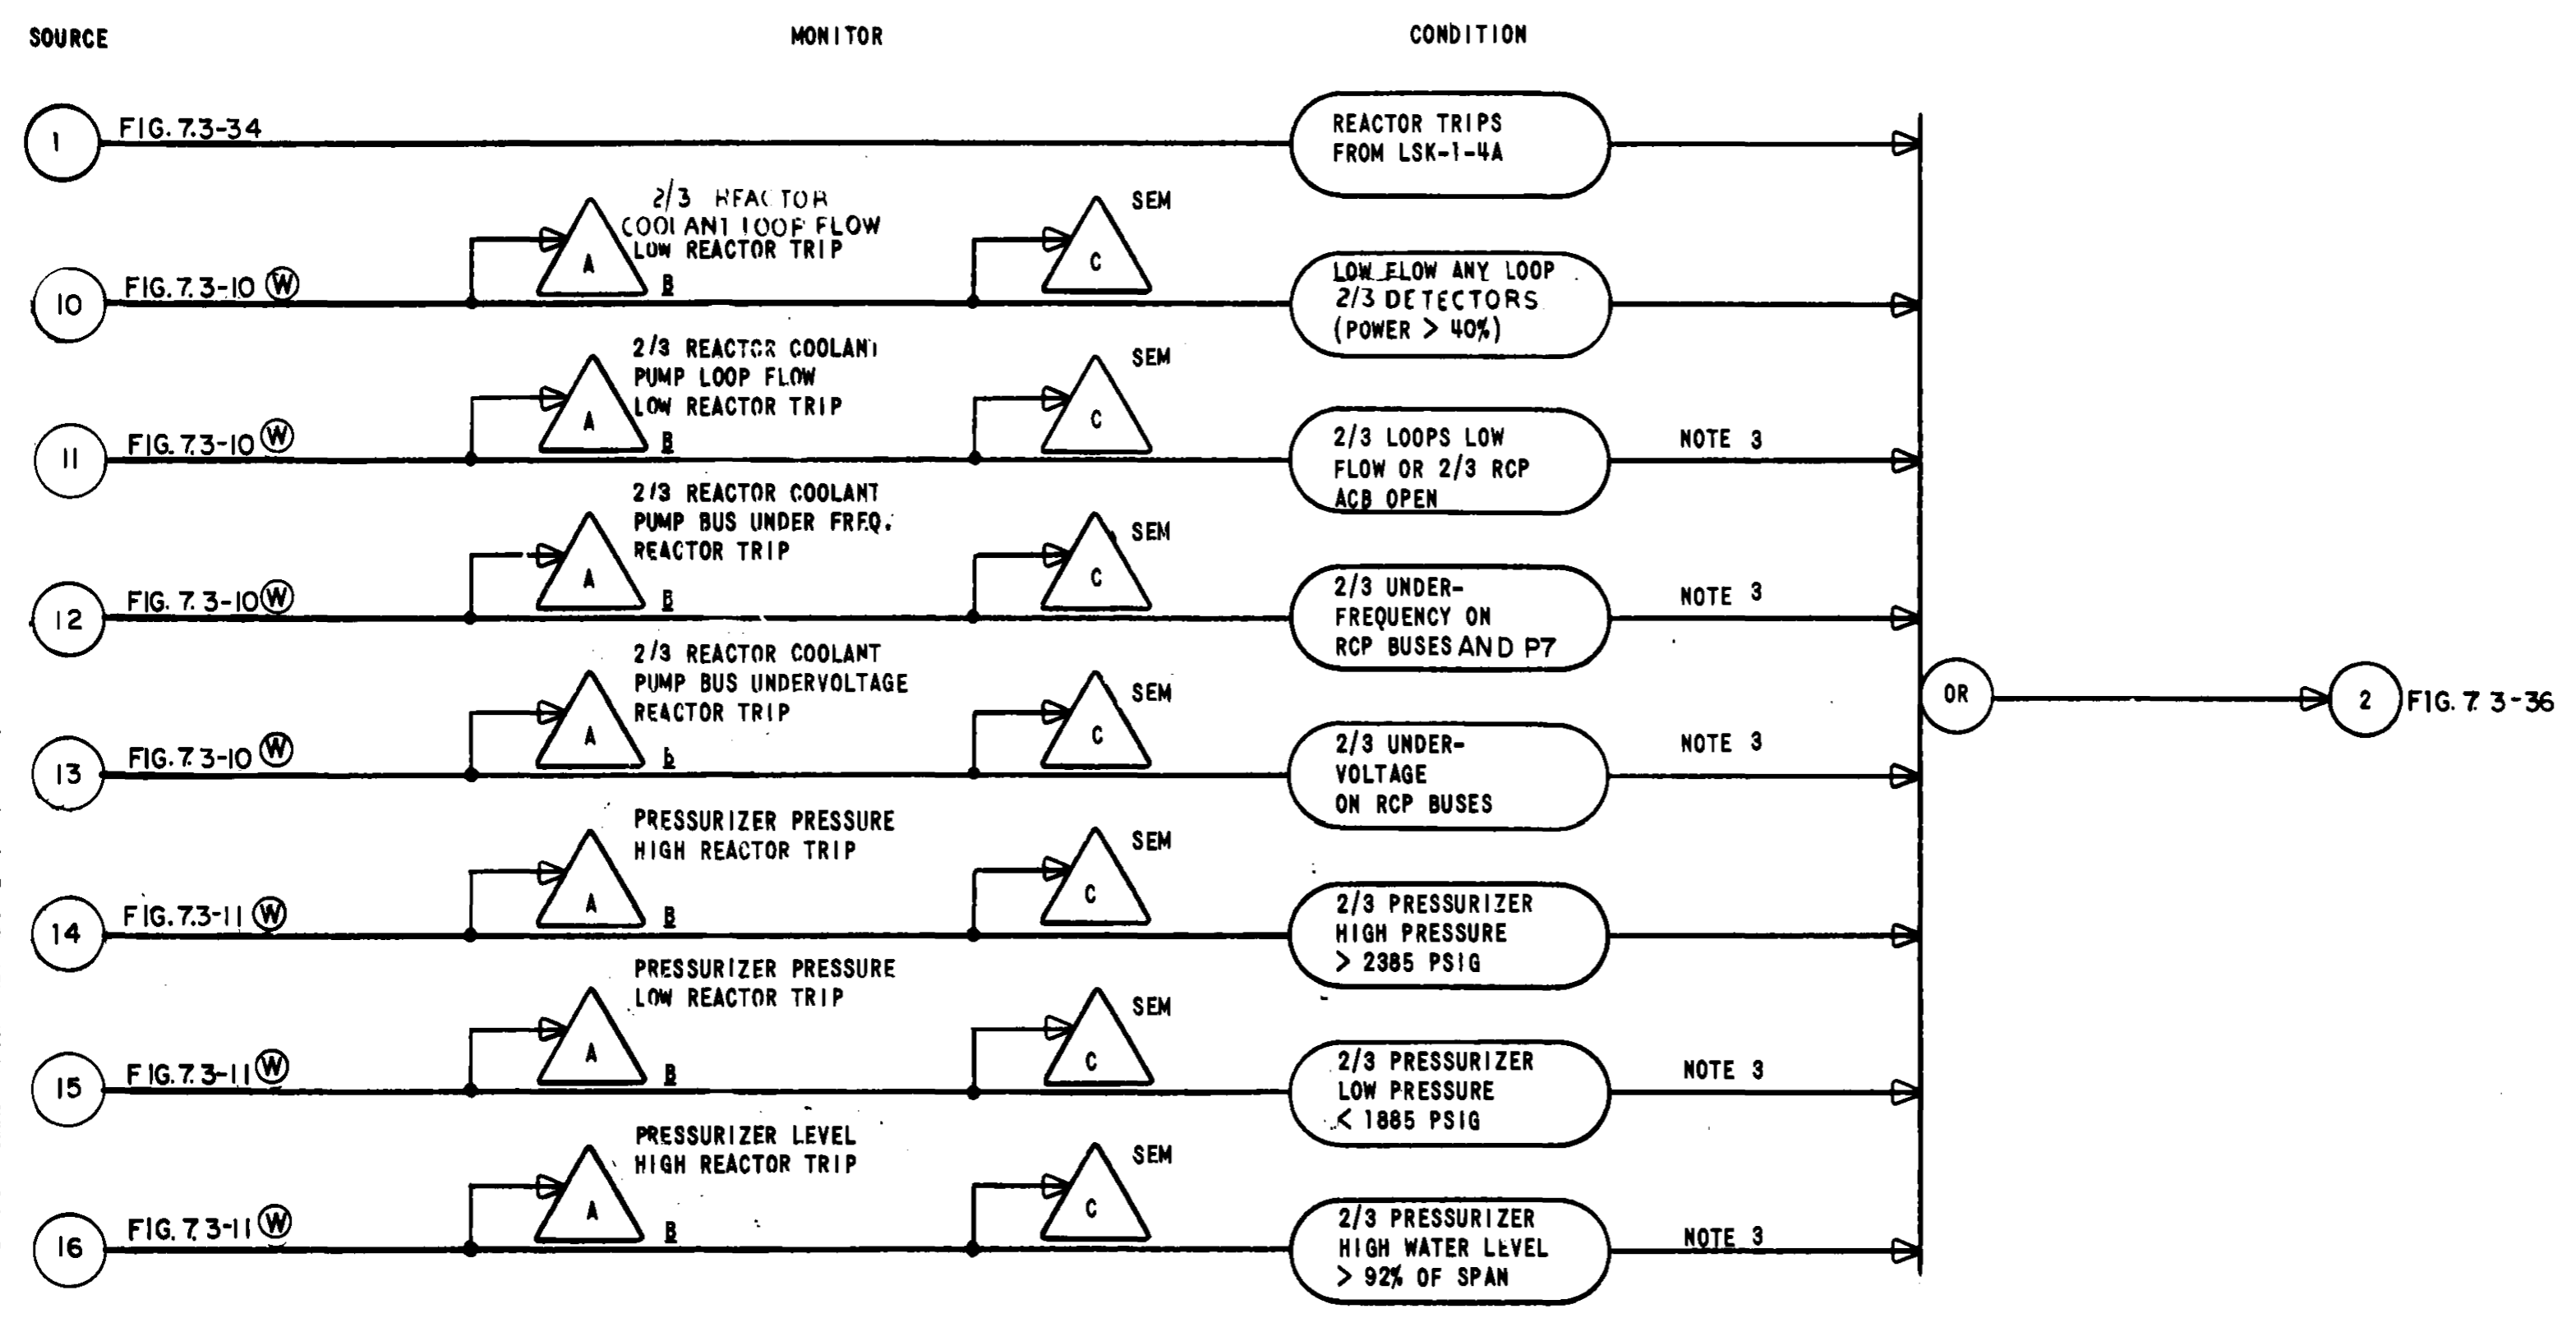 SOURCE MONITOR CONDITION
1 FIG. 7.3-34
REACTOR TRIPS
FROM LSK-1-4A
10 FIG. 7.3-10 W
2/3 REACTOR
COOLANT LOOP FLOW
LOW REACTOR TRIP
A B
SEM
C
LOW FLOW ANY LOOP
2/3 DETECTORS
(POWER > 40%)
11 FIG. 7.3-10 W
2/3 REACTOR COOLANT
PUMP LOOP FLOW
LOW REACTOR TRIP
A B
SEM
C
2/3 LOOPS LOW
FLOW OR 2/3 RCP
ACB OPEN
NOTE 3
12 FIG. 7.3-10 W
2/3 REACTOR COOLANT
PUMP BUS UNDER FREQ.
REACTOR TRIP
A B
SEM
C
2/3 UNDER-
FREQUENCY ON
RCP BUSES AND P7
NOTE 3
13 FIG. 7.3-10 W
2/3 REACTOR COOLANT
PUMP BUS UNDERVOLTAGE
REACTOR TRIP
A B
SEM
C
2/3 UNDER-
VOLTAGE
ON RCP BUSES
NOTE 3
OR
2 FIG. 7.3-36
14 FIG. 7.3-11 W
PRESSURIZER PRESSURE
HIGH REACTOR TRIP
A B
SEM
C
2/3 PRESSURIZER
HIGH PRESSURE
> 2385 PSIG
15 FIG. 7.3-11 W
PRESSURIZER PRESSURE
LOW REACTOR TRIP
A B
SEM
C
2/3 PRESSURIZER
LOW PRESSURE
< 1885 PSIG
NOTE 3
16 FIG. 7.3-11 W
PRESSURIZER LEVEL
HIGH REACTOR TRIP
A B
SEM
C
2/3 PRESSURIZER
HIGH WATER LEVEL
> 92% OF SPAN
NOTE 3